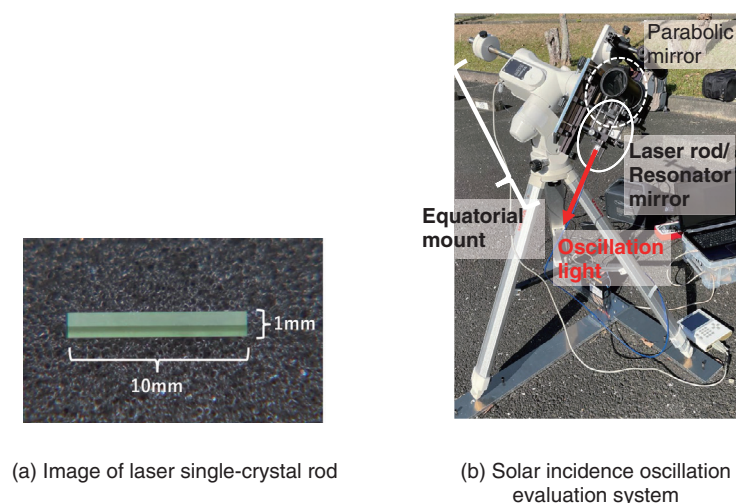 1mm
10mm
(a) Image of laser single-crystal rod
Parabolic
mirror
Laser rod/
Resonator
mirror
Equatorial
mount
Oscillation
light
(b) Solar incidence oscillation
evaluation system